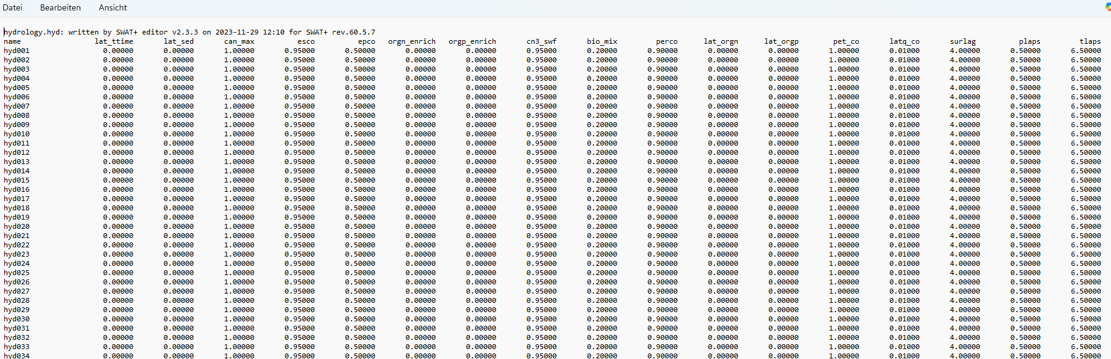 Datei Bearbeiten Ansicht
hydrology.hyd: written by SWAT+ editor v2.3.3 on 2023-11-29 12:10 for SWAT+ rev.60.5.7
name lat_ttime lat_sed can_max esco epco orgn_enrich orgp_enrich cn3_swf bio_mix perco lat_orgn lat_orgp pet_co latq_co surlag plaps tlaps
hyd001 0.00000 0.00000 1.00000 0.95000 0.50000 0.00000 0.00000 0.95000 0.20000 0.90000 0.00000 0.00000 1.00000 0.01000 4.00000 0.50000 6.50000
hyd002 0.00000 0.00000 1.00000 0.95000 0.50000 0.00000 0.00000 0.95000 0.20000 0.90000 0.00000 0.00000 1.00000 0.01000 4.00000 0.50000 6.50000
hyd003 0.00000 0.00000 1.00000 0.95000 0.50000 0.00000 0.00000 0.95000 0.20000 0.90000 0.00000 0.00000 1.00000 0.01000 4.00000 0.50000 6.50000
hyd004 0.00000 0.00000 1.00000 0.95000 0.50000 0.00000 0.00000 0.95000 0.20000 0.90000 0.00000 0.00000 1.00000 0.01000 4.00000 0.50000 6.50000
hyd005 0.00000 0.00000 1.00000 0.95000 0.50000 0.00000 0.00000 0.95000 0.20000 0.90000 0.00000 0.00000 1.00000 0.01000 4.00000 0.50000 6.50000
hyd006 0.00000 0.00000 1.00000 0.95000 0.50000 0.00000 0.00000 0.95000 0.20000 0.90000 0.00000 0.00000 1.00000 0.01000 4.00000 0.50000 6.50000
hyd007 0.00000 0.00000 1.00000 0.95000 0.50000 0.00000 0.00000 0.95000 0.20000 0.90000 0.00000 0.00000 1.00000 0.01000 4.00000 0.50000 6.50000
hyd008 0.00000 0.00000 1.00000 0.95000 0.50000 0.00000 0.00000 0.95000 0.20000 0.90000 0.00000 0.00000 1.00000 0.01000 4.00000 0.50000 6.50000
hyd009 0.00000 0.00000 1.00000 0.95000 0.50000 0.00000 0.00000 0.95000 0.20000 0.90000 0.00000 0.00000 1.00000 0.01000 4.00000 0.50000 6.50000
hyd010 0.00000 0.00000 1.00000 0.95000 0.50000 0.00000 0.00000 0.95000 0.20000 0.90000 0.00000 0.00000 1.00000 0.01000 4.00000 0.50000 6.50000
hyd011 0.00000 0.00000 1.00000 0.95000 0.50000 0.00000 0.00000 0.95000 0.20000 0.90000 0.00000 0.00000 1.00000 0.01000 4.00000 0.50000 6.50000
hyd012 0.00000 0.00000 1.00000 0.95000 0.50000 0.00000 0.00000 0.95000 0.20000 0.90000 0.00000 0.00000 1.00000 0.01000 4.00000 0.50000 6.50000
hyd013 0.00000 0.00000 1.00000 0.95000 0.50000 0.00000 0.00000 0.95000 0.20000 0.90000 0.00000 0.00000 1.00000 0.01000 4.00000 0.50000 6.50000
hyd014 0.00000 0.00000 1.00000 0.95000 0.50000 0.00000 0.00000 0.95000 0.20000 0.90000 0.00000 0.00000 1.00000 0.01000 4.00000 0.50000 6.50000
hyd015 0.00000 0.00000 1.00000 0.95000 0.50000 0.00000 0.00000 0.95000 0.20000 0.90000 0.00000 0.00000 1.00000 0.01000 4.00000 0.50000 6.50000
hyd016 0.00000 0.00000 1.00000 0.95000 0.50000 0.00000 0.00000 0.95000 0.20000 0.90000 0.00000 0.00000 1.00000 0.01000 4.00000 0.50000 6.50000
hyd017 0.00000 0.00000 1.00000 0.95000 0.50000 0.00000 0.00000 0.95000 0.20000 0.90000 0.00000 0.00000 1.00000 0.01000 4.00000 0.50000 6.50000
hyd018 0.00000 0.00000 1.00000 0.95000 0.50000 0.00000 0.00000 0.95000 0.20000 0.90000 0.00000 0.00000 1.00000 0.01000 4.00000 0.50000 6.50000
hyd019 0.00000 0.00000 1.00000 0.95000 0.50000 0.00000 0.00000 0.95000 0.20000 0.90000 0.00000 0.00000 1.00000 0.01000 4.00000 0.50000 6.50000
hyd020 0.00000 0.00000 1.00000 0.95000 0.50000 0.00000 0.00000 0.95000 0.20000 0.90000 0.00000 0.00000 1.00000 0.01000 4.00000 0.50000 6.50000
hyd021 0.00000 0.00000 1.00000 0.95000 0.50000 0.00000 0.00000 0.95000 0.20000 0.90000 0.00000 0.00000 1.00000 0.01000 4.00000 0.50000 6.50000
hyd022 0.00000 0.00000 1.00000 0.95000 0.50000 0.00000 0.00000 0.95000 0.20000 0.90000 0.00000 0.00000 1.00000 0.01000 4.00000 0.50000 6.50000
hyd023 0.00000 0.00000 1.00000 0.95000 0.50000 0.00000 0.00000 0.95000 0.20000 0.90000 0.00000 0.00000 1.00000 0.01000 4.00000 0.50000 6.50000
hyd024 0.00000 0.00000 1.00000 0.95000 0.50000 0.00000 0.00000 0.95000 0.20000 0.90000 0.00000 0.00000 1.00000 0.01000 4.00000 0.50000 6.50000
hyd025 0.00000 0.00000 1.00000 0.95000 0.50000 0.00000 0.00000 0.95000 0.20000 0.90000 0.00000 0.00000 1.00000 0.01000 4.00000 0.50000 6.50000
hyd026 0.00000 0.00000 1.00000 0.95000 0.50000 0.00000 0.00000 0.95000 0.20000 0.90000 0.00000 0.00000 1.00000 0.01000 4.00000 0.50000 6.50000
hyd027 0.00000 0.00000 1.00000 0.95000 0.50000 0.00000 0.00000 0.95000 0.20000 0.90000 0.00000 0.00000 1.00000 0.01000 4.00000 0.50000 6.50000
hyd028 0.00000 0.00000 1.00000 0.95000 0.50000 0.00000 0.00000 0.95000 0.20000 0.90000 0.00000 0.00000 1.00000 0.01000 4.00000 0.50000 6.50000
hyd029 0.00000 0.00000 1.00000 0.95000 0.50000 0.00000 0.00000 0.95000 0.20000 0.90000 0.00000 0.00000 1.00000 0.01000 4.00000 0.50000 6.50000
hyd030 0.00000 0.00000 1.00000 0.95000 0.50000 0.00000 0.00000 0.95000 0.20000 0.90000 0.00000 0.00000 1.00000 0.01000 4.00000 0.50000 6.50000
hyd031 0.00000 0.00000 1.00000 0.95000 0.50000 0.00000 0.00000 0.95000 0.20000 0.90000 0.00000 0.00000 1.00000 0.01000 4.00000 0.50000 6.50000
hyd032 0.00000 0.00000 1.00000 0.95000 0.50000 0.00000 0.00000 0.95000 0.20000 0.90000 0.00000 0.00000 1.00000 0.01000 4.00000 0.50000 6.50000
hyd033 0.00000 0.00000 1.00000 0.95000 0.50000 0.00000 0.00000 0.95000 0.20000 0.90000 0.00000 0.00000 1.00000 0.01000 4.00000 0.50000 6.50000
hyd034 0.00000 0.00000 1.00000 0.95000 0.50000 0.00000 0.00000 0.95000 0.20000 0.90000 0.00000 0.00000 1.00000 0.01000 4.00000 0.50000 6.50000